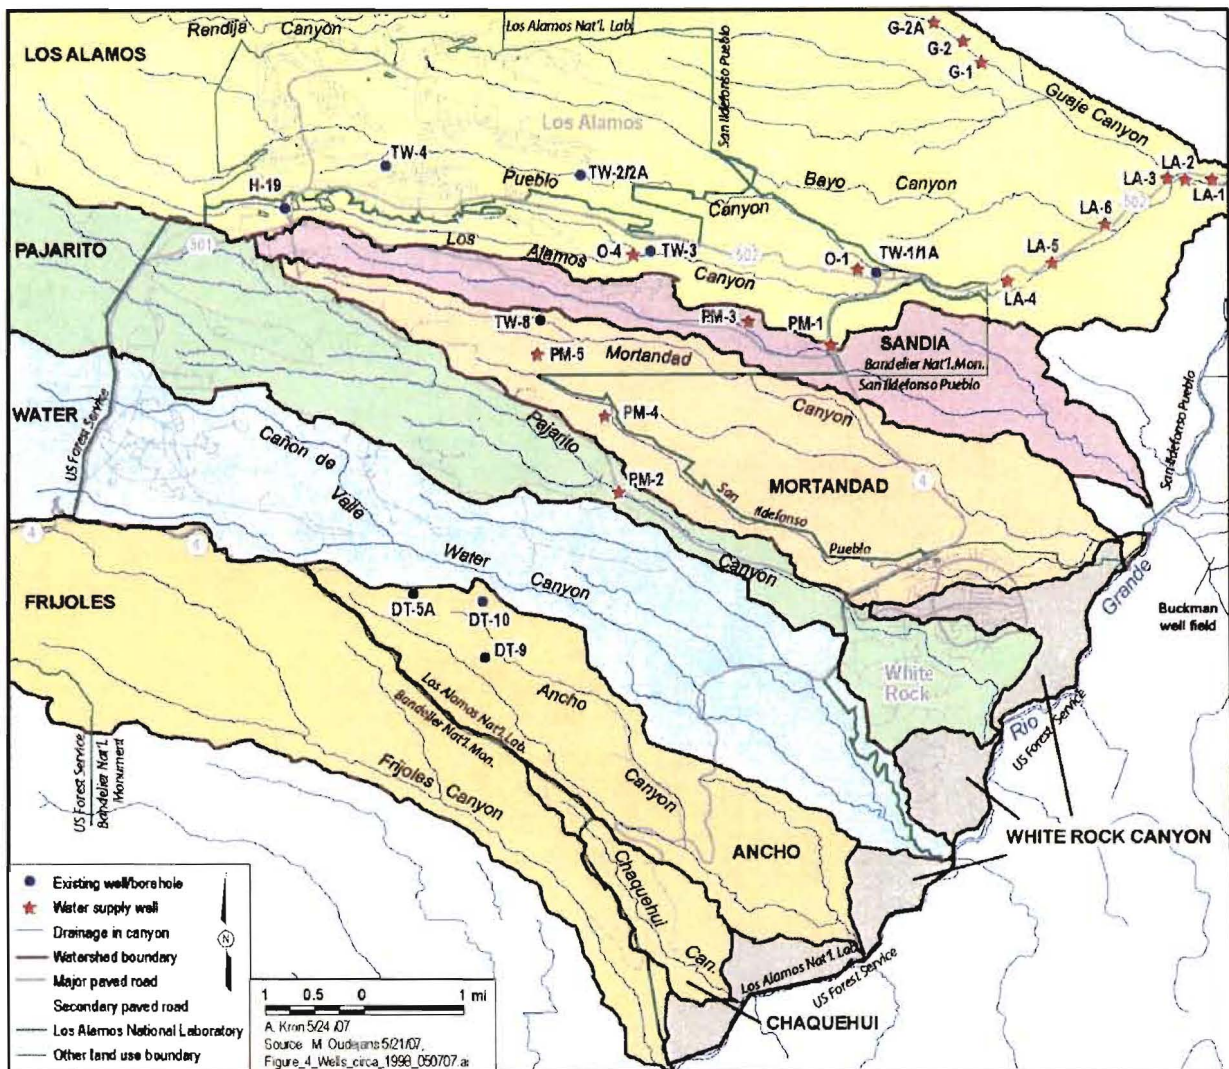 Rendija Canyon
Los Alamos Nat'l. Lab.
LOS ALAMOS
G-2A
G-2
G-1
San Ildefonso Pueblo
Guaje Canyon
Los Alamos
TW-4
TW-2/2A
LA-2
LA-3
LA-1
H-19
Pueblo
Canyon
Bayo Canyon
502
LA-6
PAJARITO
501
Los Alamos Canyon
O-4
TW-3
502
O-1
TW-1/1A
LA-5
LA-4
TW-8
PM-3
PM-1
SANDIA
PM-5
Mortandad
Canyon
Bandelier Nat'l. Mon.
San Ildefonso Pueblo
WATER
US Forest Service
Cañon de
Valle
Pajarito
PM-4
San Ildefonso Pueblo
PM-2
MORTANDAD
4
San
Ildefonso
Pueblo
4
4
Water Canyon
Canyon
Rio Grande
FRIJOLES
DT-5A
DT-10
DT-9
Buckman
well field
White
Rock
Los Alamos Nat'l. Lab.
Bandelier Nat'l. Mon.
Ancho
Canyon
US Forest Service
US Forest Service
Bandelier Nat'l.
Monument
Frijoles Canyon
WHITE ROCK CANYON
ANCHO
Chaquehui
Can.
Los Alamos Nat'l. Lab.
US Forest Service
CHAQUEHUI
Existing well/borehole
Water supply well
Drainage in canyon
Watershed boundary
Major paved road
Secondary paved road
Los Alamos National Laboratory
Other land use boundary
N
1 0.5 0 1 mi
A. Kron 5/24/07
Source M. Oudejans 5/21/07,
Figure_4_Wells_circa_1998_050707.ai